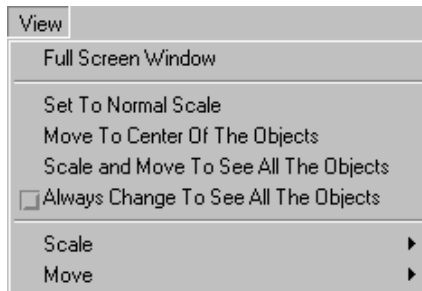 View
Full Screen Window
Set To Normal Scale
Move To Center Of The Objects
Scale and Move To See All The Objects
Always Change To See All The Objects
Scale
Move